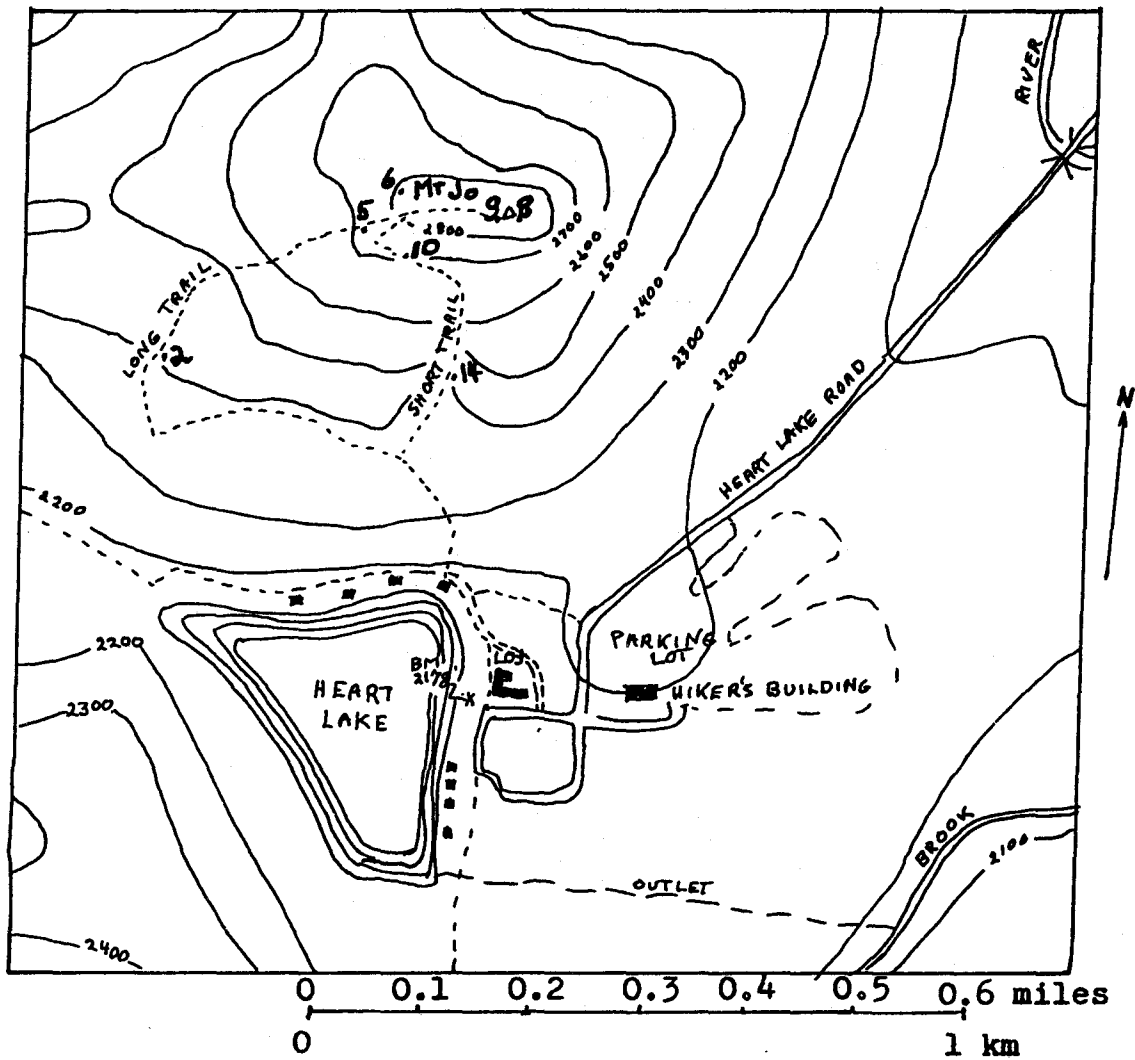 RIVER
6.
MT JO
5
9
8
2800
10
2700
2600
2500
2400
2300
2200
LONG TRAIL
2
SHORT TRAIL
14
HEART LAKE ROAD
N
2200
PARKING
LOT
LOJ
BM
2178
HIKER'S BUILDING
HEART
LAKE
2200
2300
BROOK
2100
OUTLET
2400
0 0.1 0.2 0.3 0.4 0.5 0.6 miles
0 1 km